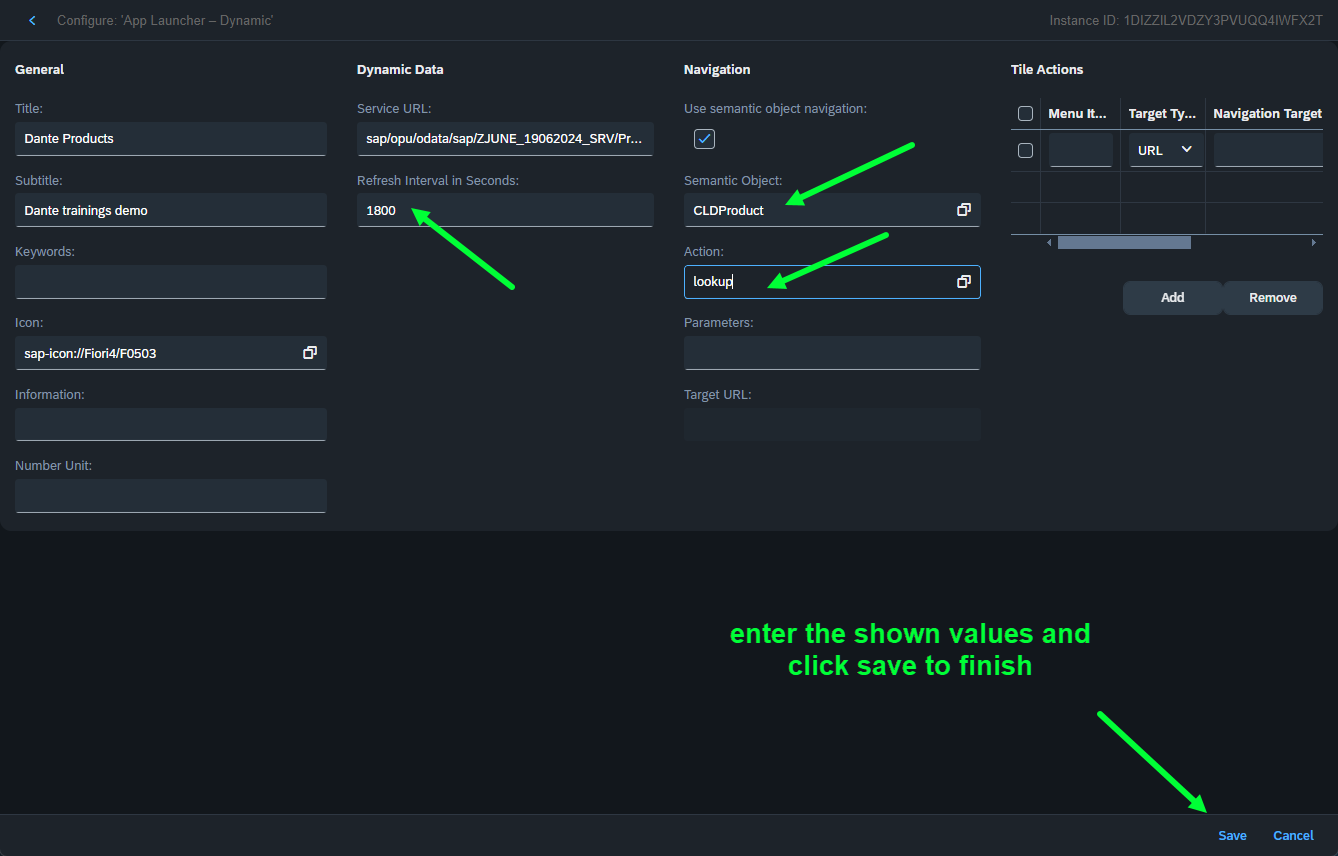 Configure: 'App Launcher – Dynamic'
Instance ID: 1DIZZIL2VDZY3PVUQQ4IWFX2T
General
Title:
Dante Products
Subtitle:
Dante trainings demo
Keywords:
Icon:
sap-icon://Fiori4/F0503
Information:
Number Unit:
Dynamic Data
Service URL:
sap/opu/odata/sap/ZJUNE_19062024_SRV/Pr...
Refresh Interval in Seconds:
1800
Navigation
Use semantic object navigation:
Semantic Object:
CLDProduct
Action:
lookup
Parameters:
Target URL:
Tile Actions
Menu It... Target Ty... Navigation Target
URL
Add Remove
enter the shown values and
click save to finish
Save Cancel